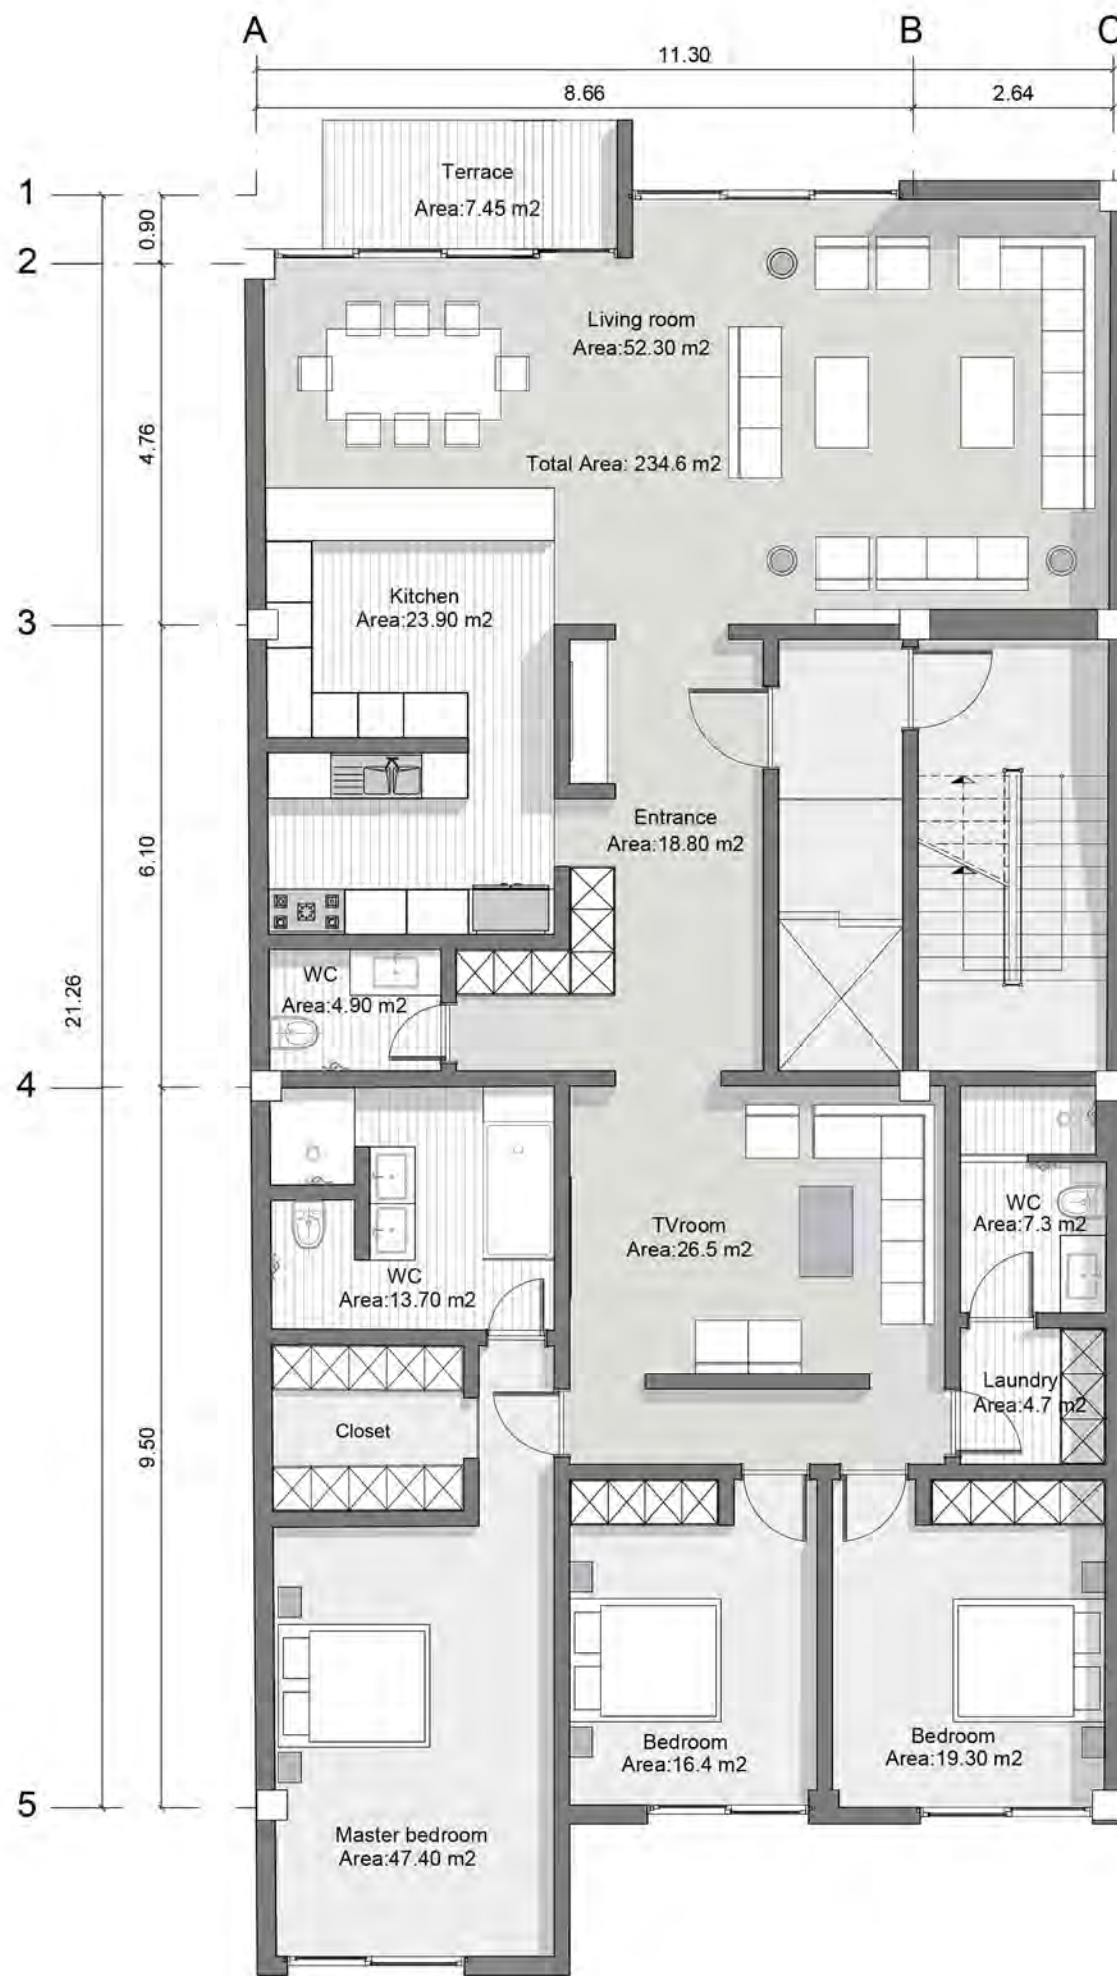 A
B
C
11.30
8.66
2.64
1
Terrace
Area:7.45 m2
0.90
2
Living room
Area:52.30 m2
4.76
Total Area: 234.6 m2
Kitchen
Area:23.90 m2
3
Entrance
Area:18.80 m2
6.10
WC
Area:4.90 m2
21.26
4
WC
Area:7.3 m2
TVroom
Area:26.5 m2
WC
Area:13.70 m2
Laundry
Area:4.7 m2
Closet
9.50
Bedroom
Area:16.4 m2
Bedroom
Area:19.30 m2
5
Master bedroom
Area:47.40 m2